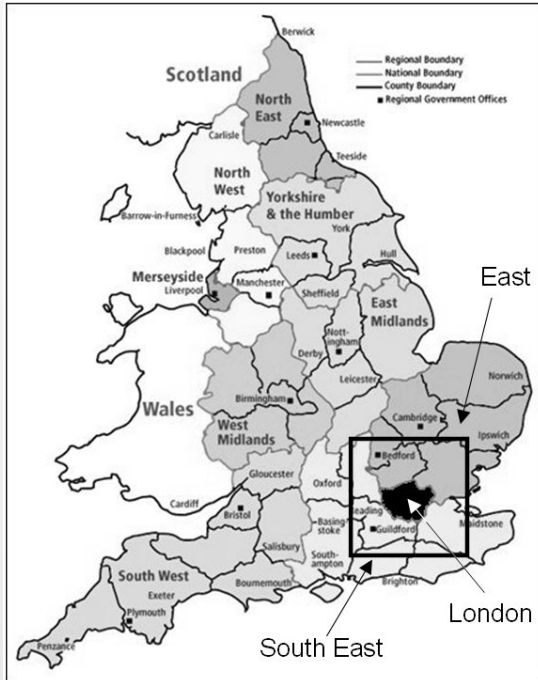 Berwick
Scotland
Regional Boundary
National Boundary
County Boundary
Regional Government Offices
North
East
Newcastle
Carlisle
Teeside
North
West
Yorkshire
& the Humber
Barrow-in-Furness
York
Blackpool
Preston
Leeds
Hull
Merseyside
Liverpool
Manchester
Sheffield
East
East
Midlands
Nott-
ingham
Derby
Leicester
Norwich
Wales
Birmingham
West
Midlands
Cambridge
Ipswich
Bedford
Gloucester
Oxford
Cardiff
Bristol
Reading
Basing
stoke
Guildford
Maidstone
Salisbury
South-
ampton
South West
Exeter
Bournemouth
Brighton
Plymouth
Penzance
London
South East